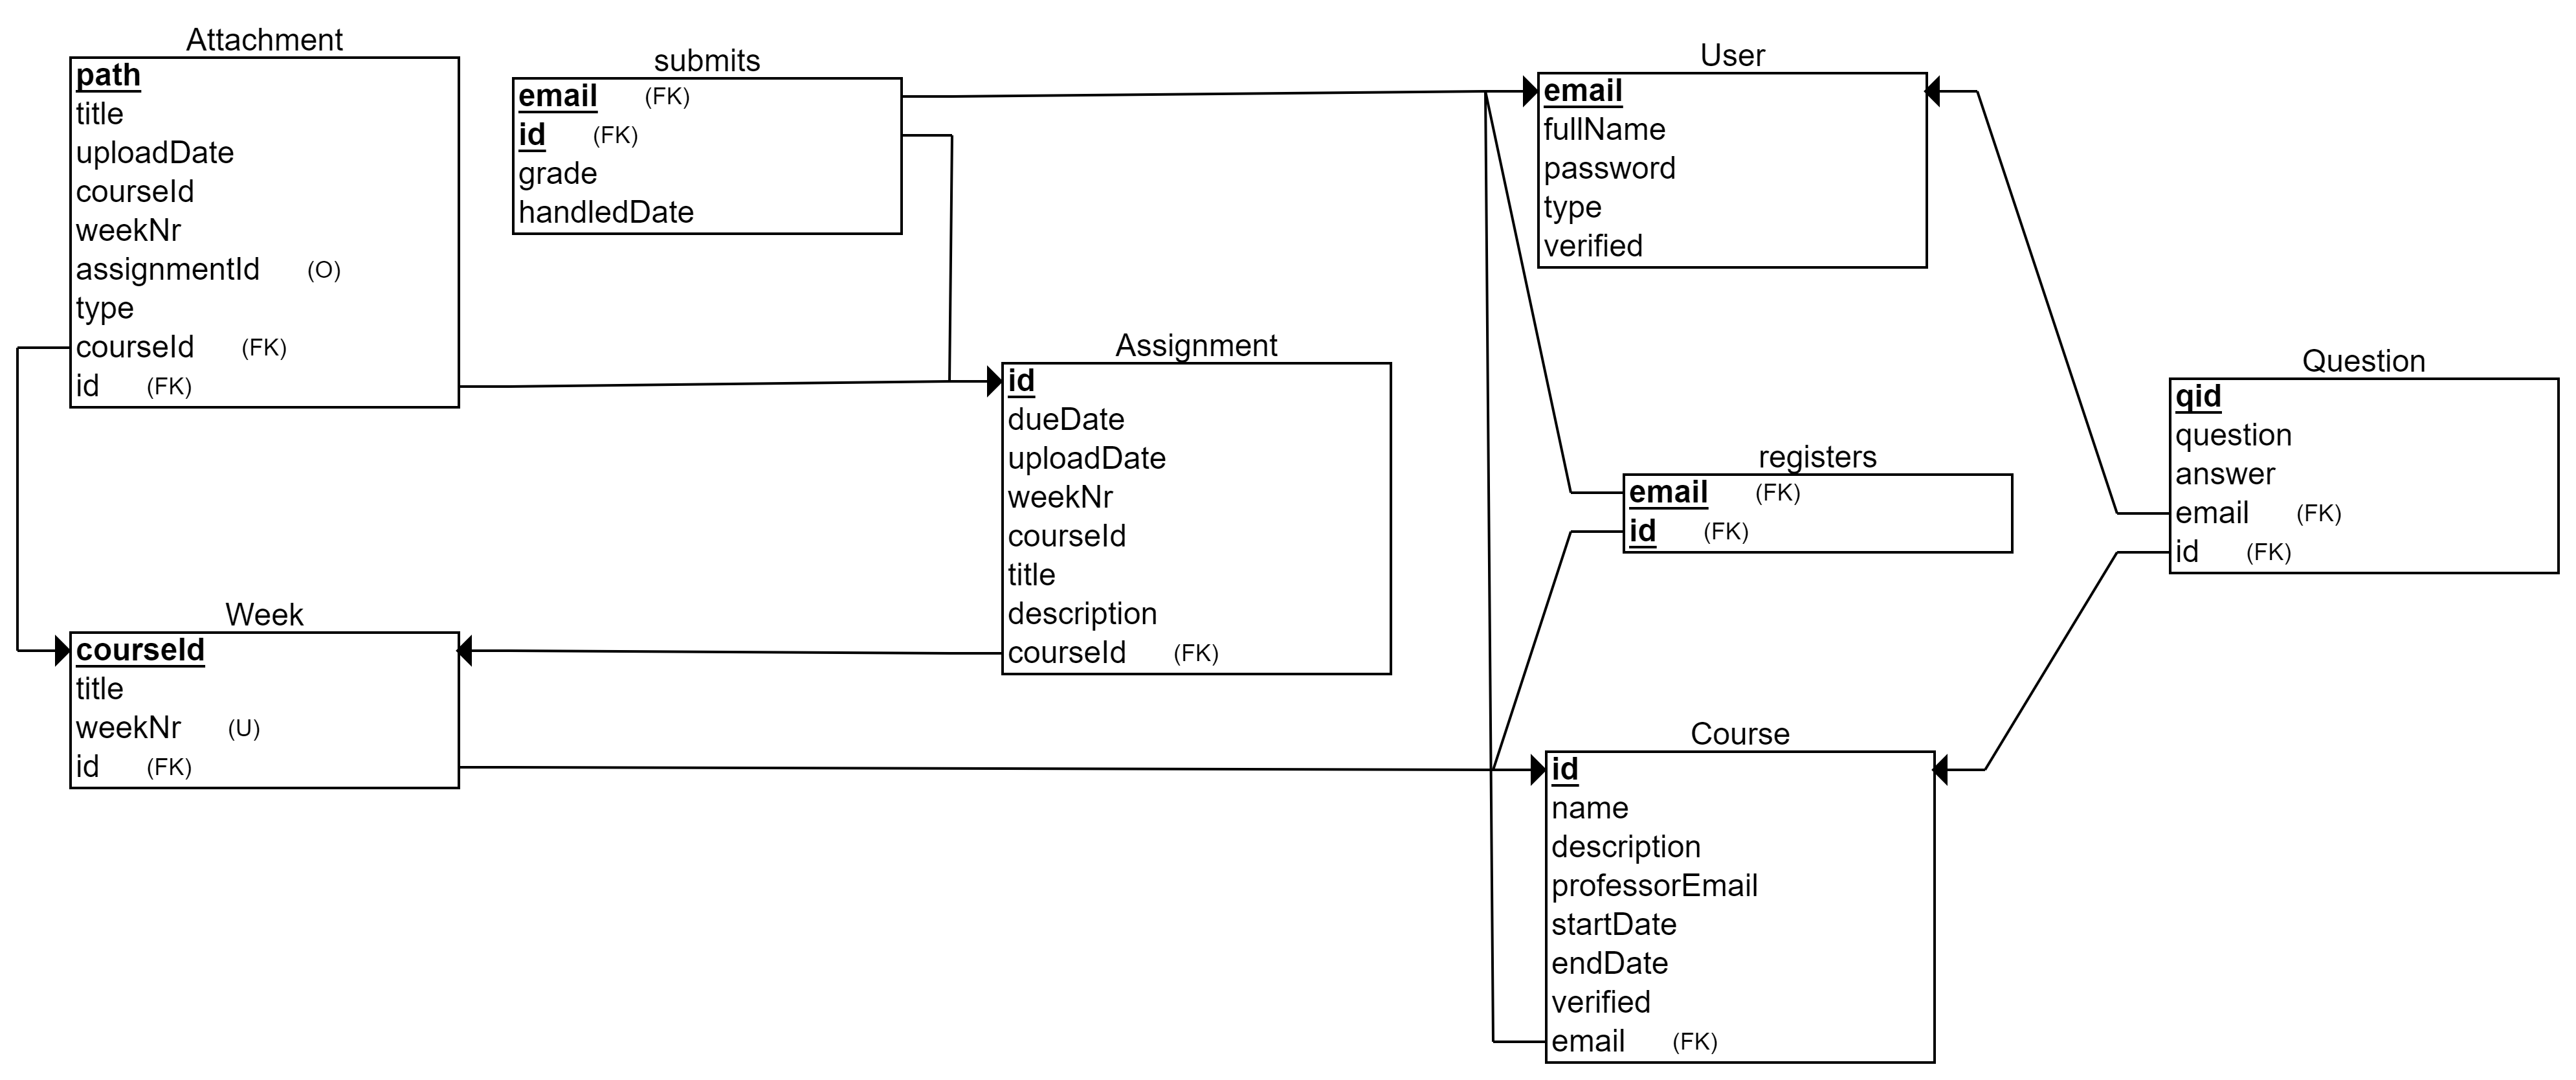 Attachment
path
title
uploadDate
courseId
weekNr
assignmentId (O)
type
courseId (FK)
id (FK)
submits
email (FK)
id (FK)
grade
handledDate
User
email
fullName
password
type
verified
Assignment
id
dueDate
uploadDate
weekNr
courseId
title
description
courseId (FK)
Question
qid
question
answer
email (FK)
id (FK)
registers
email (FK)
id (FK)
Week
courseId
title
weekNr (U)
id (FK)
Course
id
name
description
professorEmail
startDate
endDate
verified
email (FK)